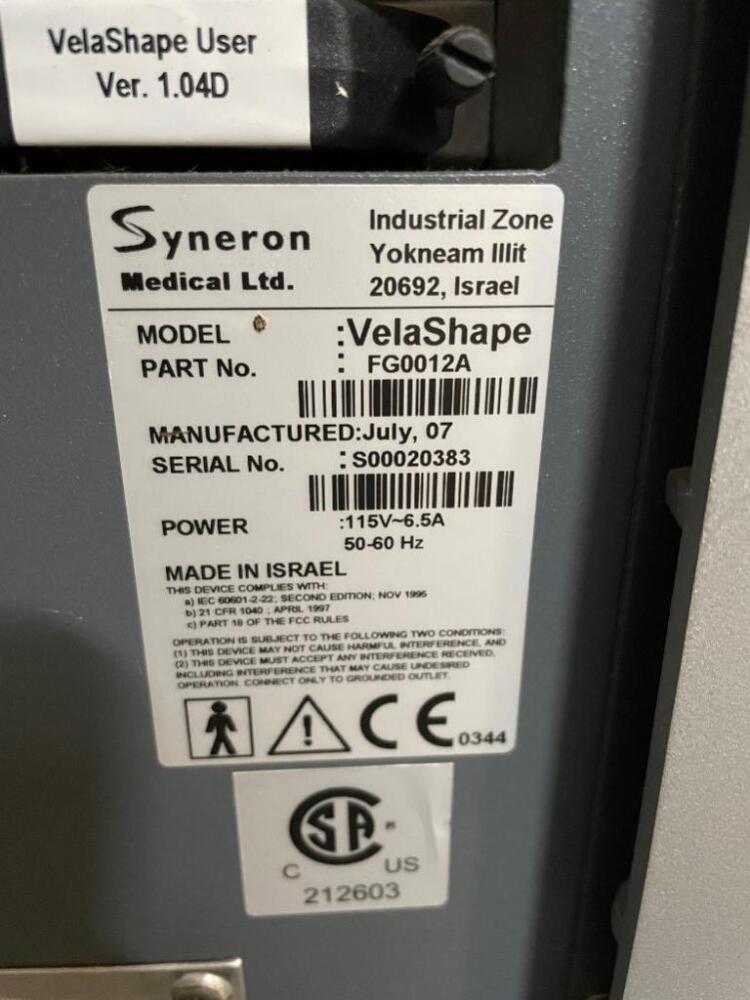 VelaShape User
Ver. 1.04D
Syneron
Medical Ltd.
Industrial Zone
Yokneam Illit
20692, Israel
MODEL :VelaShape
PART No. : FG0012A
MANUFACTURED:July, 07
SERIAL No. : S00020383
POWER :115V~6.5A
50-60 Hz
MADE IN ISRAEL
THIS DEVICE COMPLIES WITH:
a) IEC 60601-2-22; SECOND EDITION; NOV 1995
b) 21 CFR 1040 ; APRIL 1997
c) PART 18 OF THE FCC RULES
OPERATION IS SUBJECT TO THE FOLLOWING TWO CONDITIONS:
(1) THIS DEVICE MAY NOT CAUSE HARMFUL INTERFERENCE, AND
(2) THIS DEVICE MUST ACCEPT ANY INTERFERENCE RECEIVED,
INCLUDING INTERFERENCE THAT MAY CAUSE UNDESIRED
OPERATION. CONNECT ONLY TO GROUNDED OUTLET.
CE 0344
CSA
C US
212603